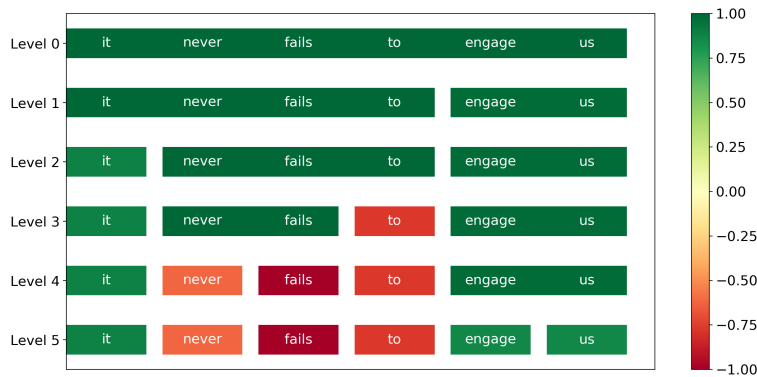 Level 0 it never fails to engage us
Level 1 it never fails to engage us
Level 2 it never fails to engage us
Level 3 it never fails to engage us
Level 4 it never fails to engage us
Level 5 it never fails to engage us
1.00
0.75
0.50
0.25
0.00
−0.25
−0.50
−0.75
−1.00